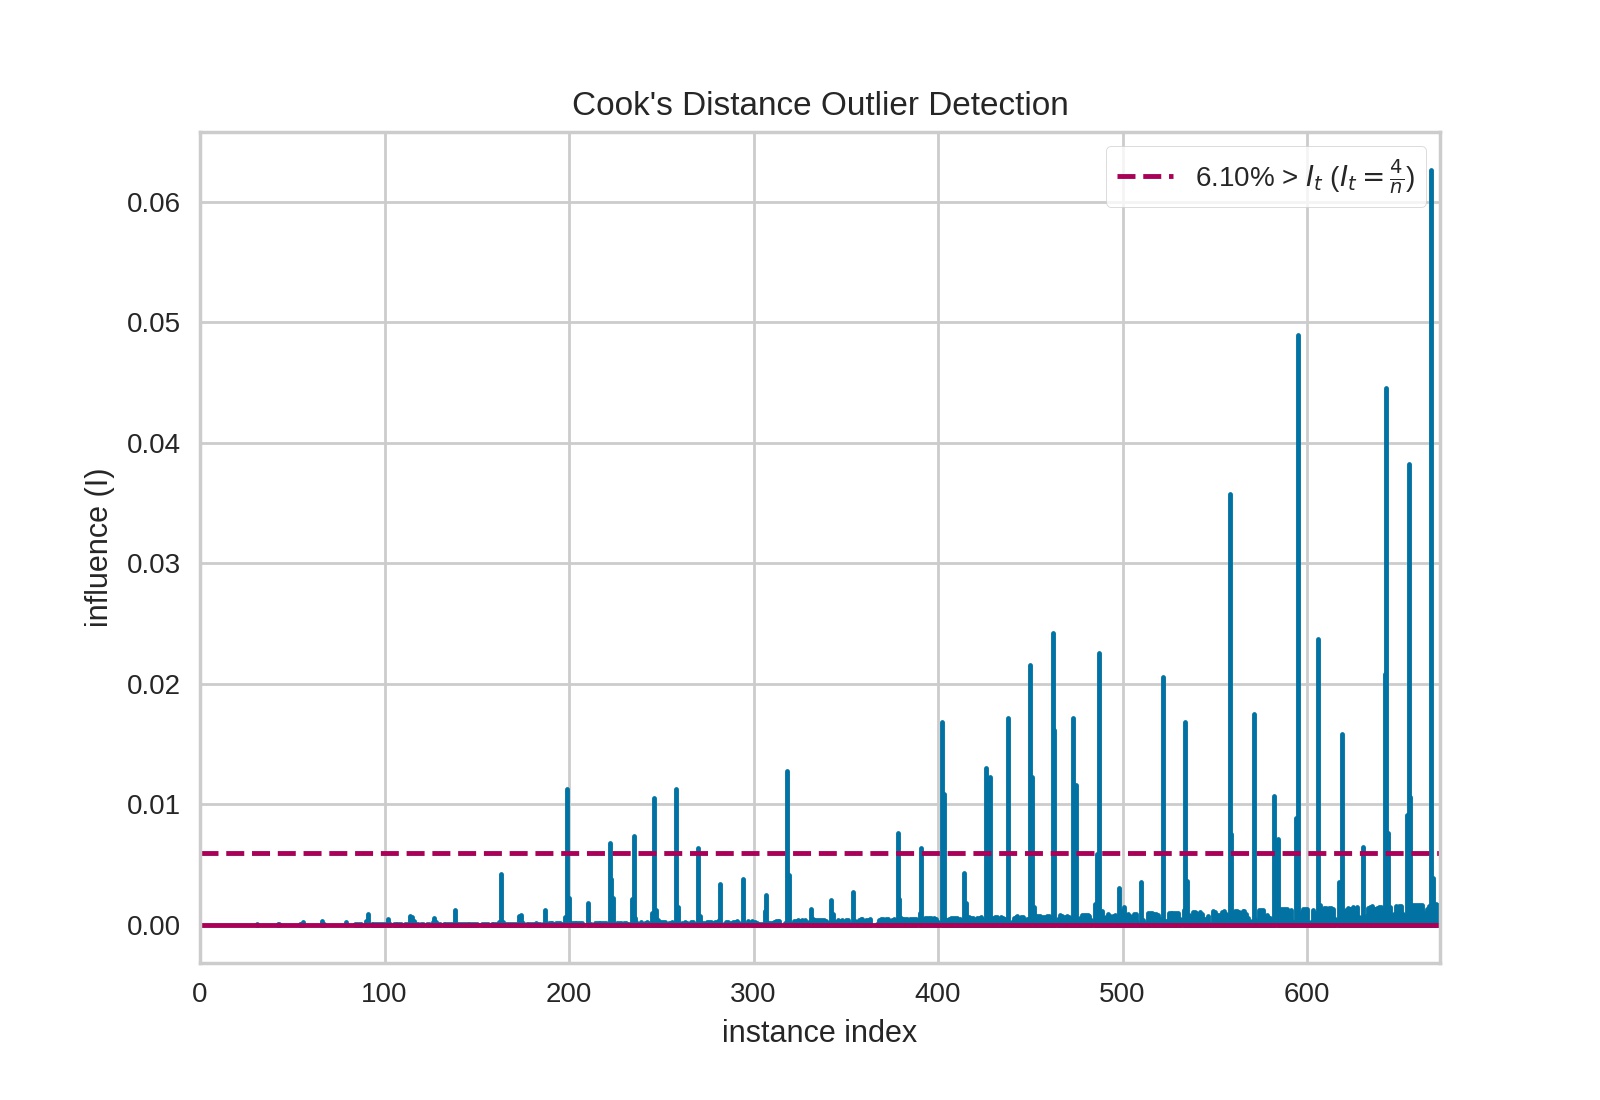 Cook's Distance Outlier Detection
6.10% > I_t (I_t = 4/n)
0.06
0.05
0.04
0.03
0.02
0.01
0.00
influence (I)
0 100 200 300 400 500 600
instance index